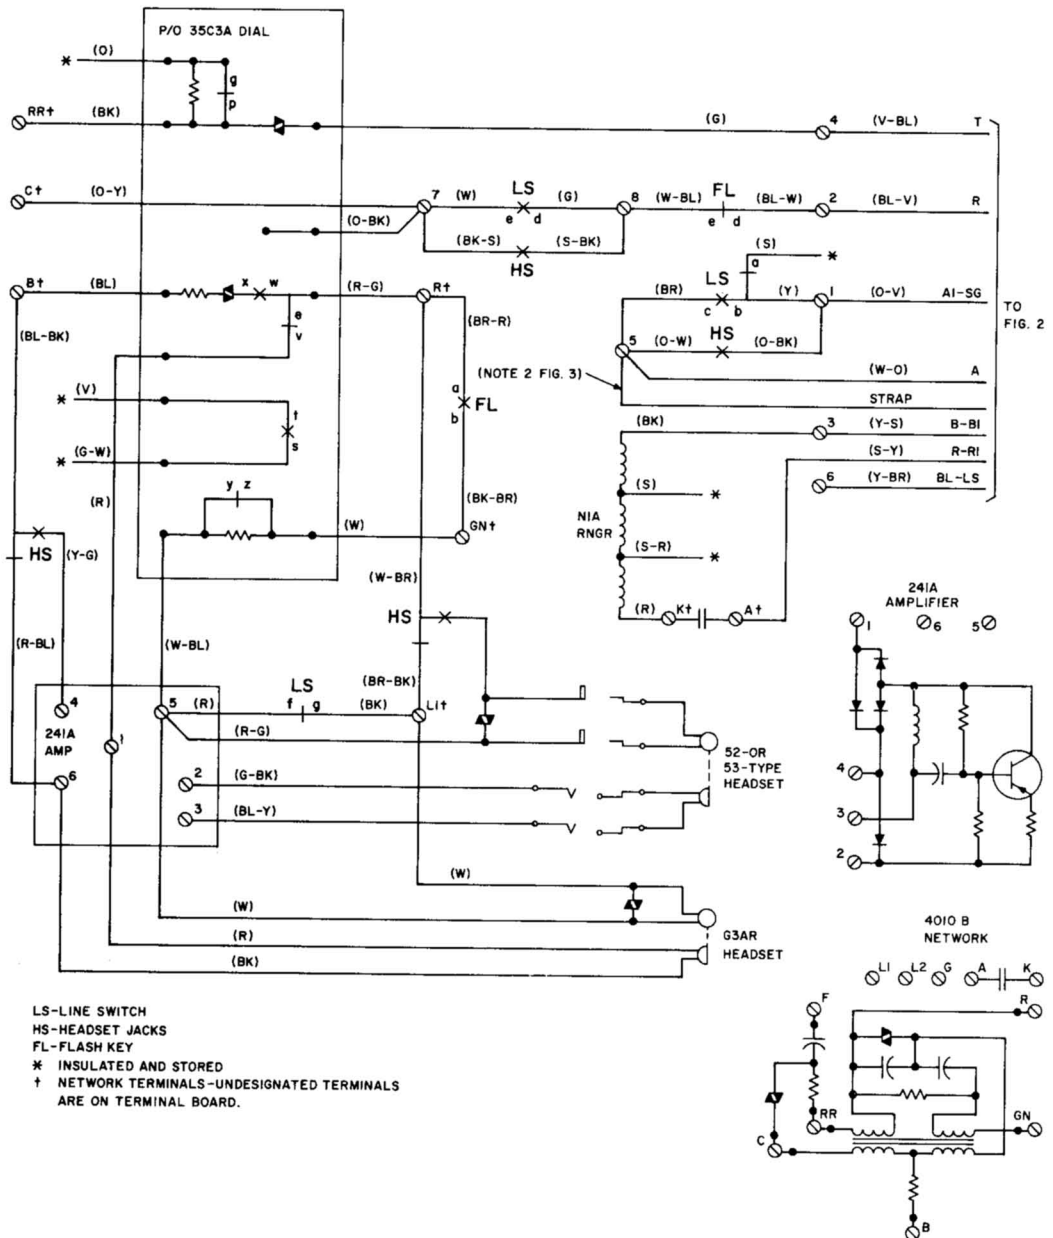 P/O 35C3A DIAL
* (O)
g
p
RR† (BK) (G) 4 (V-BL) T
C† (O-Y) 7 (W) LS (G) 8 (W-BL) FL (BL-W) 2 (BL-V) R
e d e d
(O-BK) (BK-S) (S-BK)
HS
(S) *
a
B† (BL) x w (R-G) R† (BR) LS (Y) 1 (O-V) A1-SG
c b
TO
FIG. 2
(BL-BK) e
v
(BR-R)
HS
5 (O-W) (O-BK)
(NOTE 2 FIG. 3) (W-O) A
* (V) a
FL
b
STRAP
t
s
(BK) 3 (Y-S) B-B1
* (G-W) (S-Y) R-R1
(R) y z (BK-BR) (S) * 6 (Y-BR) BL-LS
(W) GN†
N1A
RNGR
(S-R) *
HS (Y-G)
(W-BR)
(R) K† A†
241A
AMPLIFIER
1 6 5
HS
(R-BL) (W-BL)
(BR-BK)
4 5 (R) LS (BK) L1†
f g
241A
AMP
1 (R-G)
52-OR
53-TYPE
HEADSET
4
6 2 (G-BK)
3 (BL-Y)
3
2
(W)
(W)
(R) G3AR
HEADSET
(BK)
4010 B
NETWORK
L1 L2 G A K
F R
RR GN
C
B
LS-LINE SWITCH
HS-HEADSET JACKS
FL-FLASH KEY
* INSULATED AND STORED
† NETWORK TERMINALS-UNDESIGNATED TERMINALS
ARE ON TERMINAL BOARD.